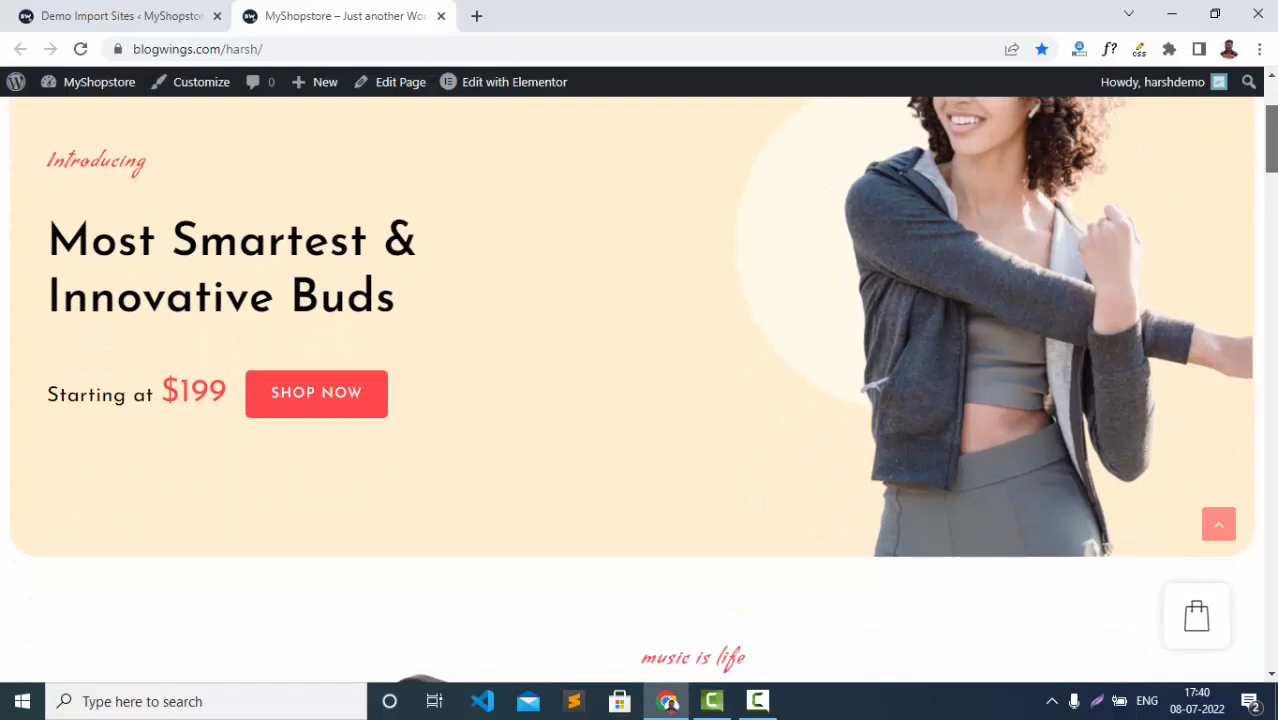 Demo Import Sites ‹ MyShopstore
MyShopstore – Just another Wor
blogwings.com/harsh/
MyShopstore
Customize
0
New
Edit Page
Edit with Elementor
Howdy, harshdemo
Introducing
Most Smartest &
Innovative Buds
Starting at $199
SHOP NOW
music is life
Type here to search
ENG
17:40
08-07-2022
2